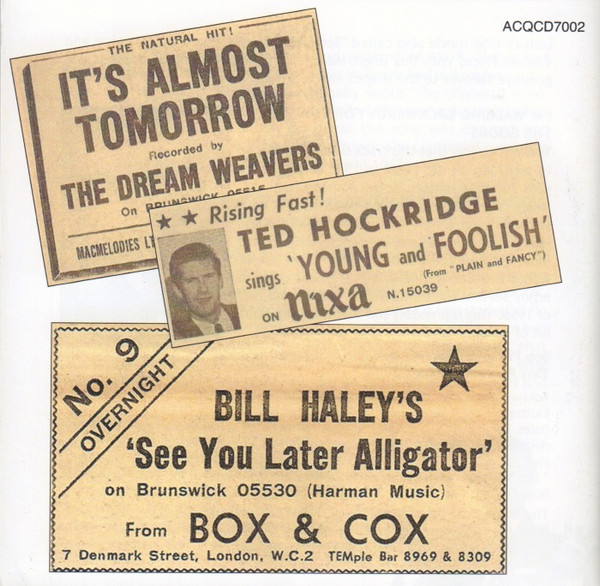 ACQCD7002
THE NATURAL HIT!
IT'S ALMOST
TOMORROW
Recorded by
THE DREAM WEAVERS
On BRUNSWICK 05515
MACMELODIES LT
★ ★ Rising Fast!
TED HOCKRIDGE
sings 'YOUNG and FOOLISH'
(From "PLAIN and FANCY")
ON nixa N.15039
No. 9
OVERNIGHT
BILL HALEY'S
'See You Later Alligator'
on Brunswick 05530 (Harman Music)
From BOX & COX
7 Denmark Street, London, W.C.2 TEMple Bar 8969 & 8309